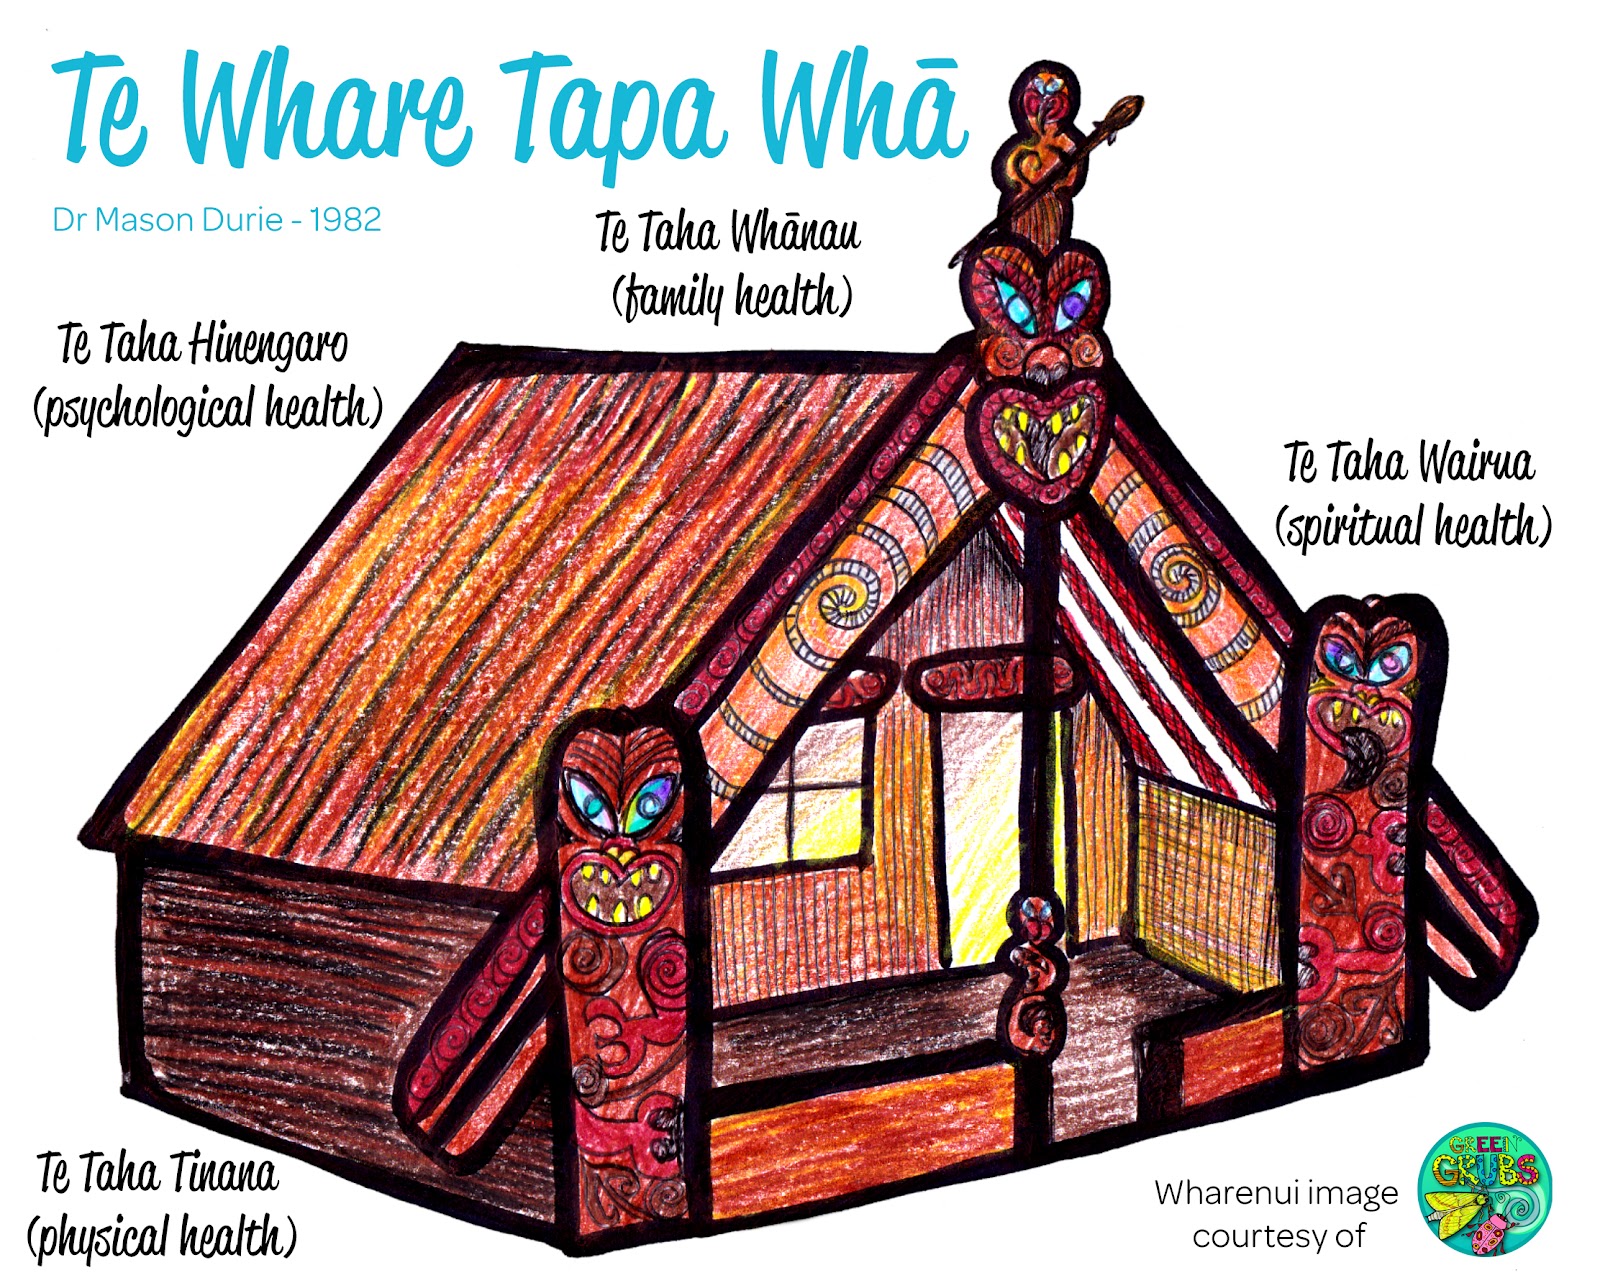 Te Whare Tapa Whā
Dr Mason Durie - 1982
Te Taha Whānau
(family health)
Te Taha Hinengaro
(psychological health)
Te Taha Wairua
(spiritual health)
Te Taha Tinana
(physical health)
Wharenui image
courtesy of
GREEN
GRUBS